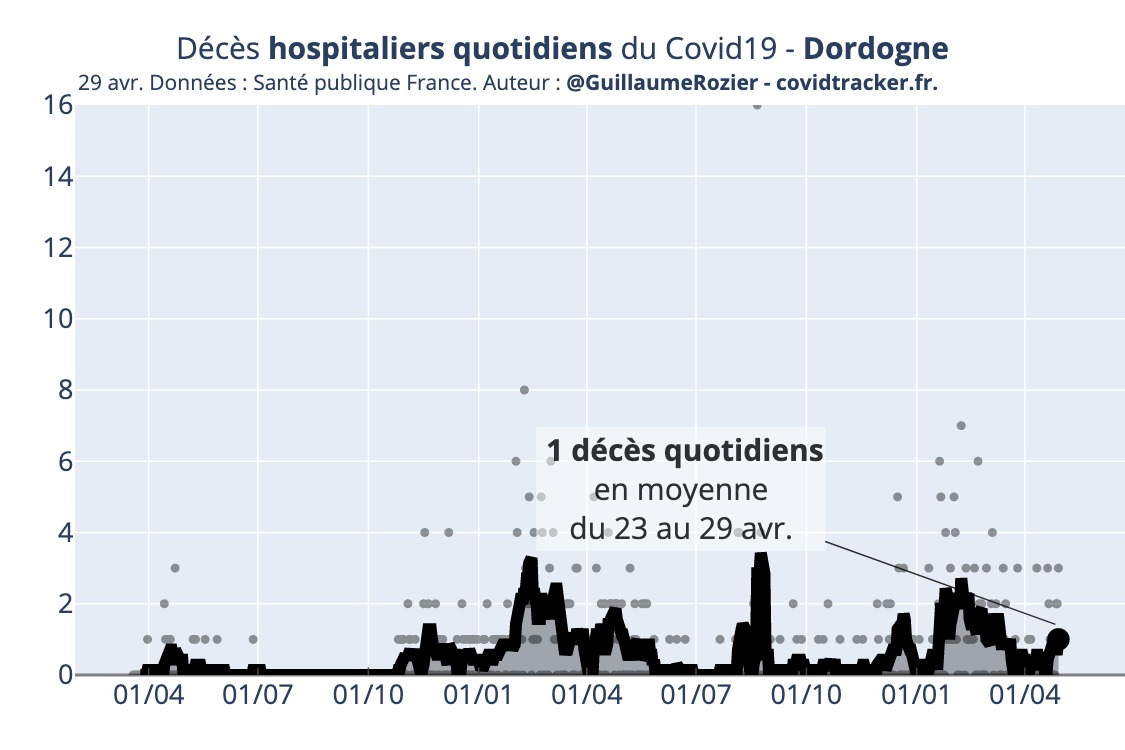 Décès hospitaliers quotidiens du Covid19 - Dordogne
29 avr. Données : Santé publique France. Auteur : @GuillaumeRozier - covidtracker.fr.
16
14
12
10
8
6
4
2
0
1 décès quotidiens
en moyenne
du 23 au 29 avr.
01/04 01/07 01/10 01/01 01/04 01/07 01/10 01/01 01/04